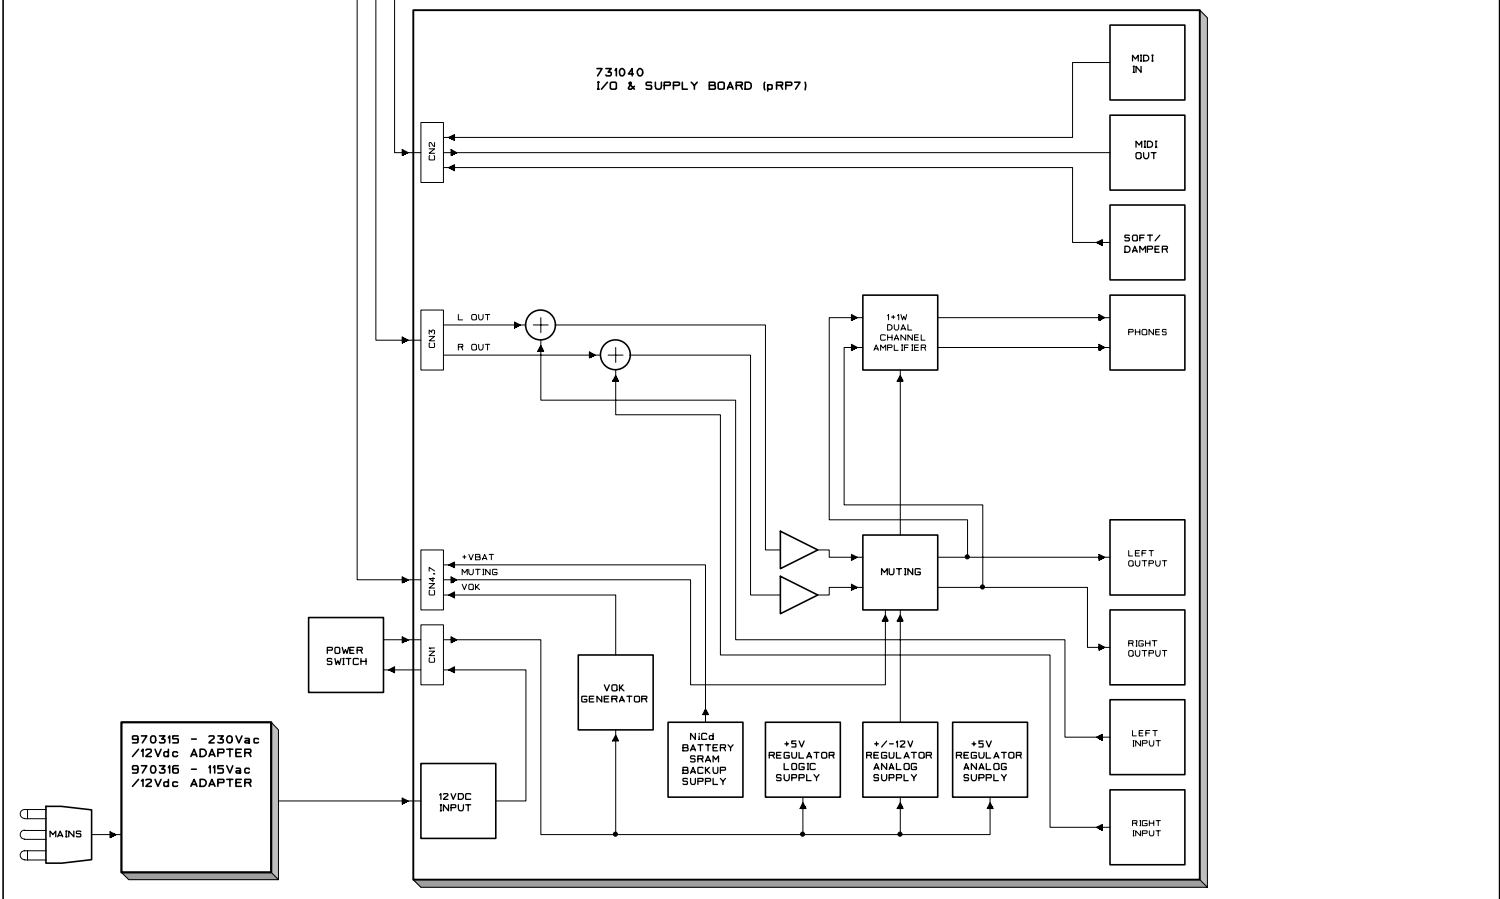 731040
I/O & SUPPLY BOARD (pRP7)
MIDI
IN
CN2
MIDI
OUT
SOFT/
DAMPER
CN3
L OUT
R OUT
1+1W
DUAL
CHANNEL
AMPLIFIER
PHONES
CN4,7
+VBAT
MUTING
VOK
MUTING
LEFT
OUTPUT
POWER
SWITCH
CN1
RIGHT
OUTPUT
VOK
GENERATOR
NiCd
BATTERY
SRAM
BACKUP
SUPPLY
+5V
REGULATOR
LOGIC
SUPPLY
+/-12V
REGULATOR
ANALOG
SUPPLY
+5V
REGULATOR
ANALOG
SUPPLY
LEFT
INPUT
970315 - 230Vac
/12Vdc ADAPTER
970316 - 115Vac
/12Vdc ADAPTER
12VDC
INPUT
MAINS
RIGHT
INPUT